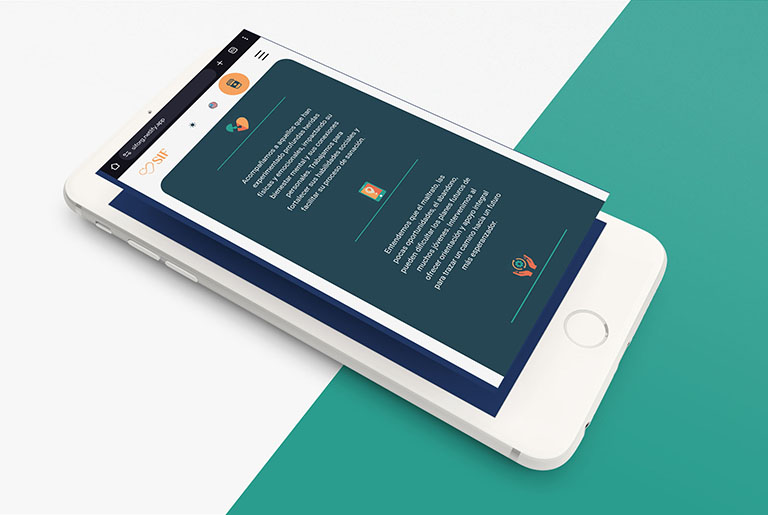 siforg.netlify.app
SIF
Acompañamos a aquellos que han
experimentado profundas heridas
físicas y emocionales, impactando su
bienestar mental y sus conexiones
personales. Trabajamos para
fortalecer sus habilidades sociales y
facilitar su proceso de sanación.
Entendemos que el maltrato, las
pocas oportunidades, el abandono,
pueden dificultar los planes futuros de
muchos jóvenes. Intervenimos al
ofrecer orientación y apoyo integral
para trazar un camino hacia un futuro
más esperanzador.